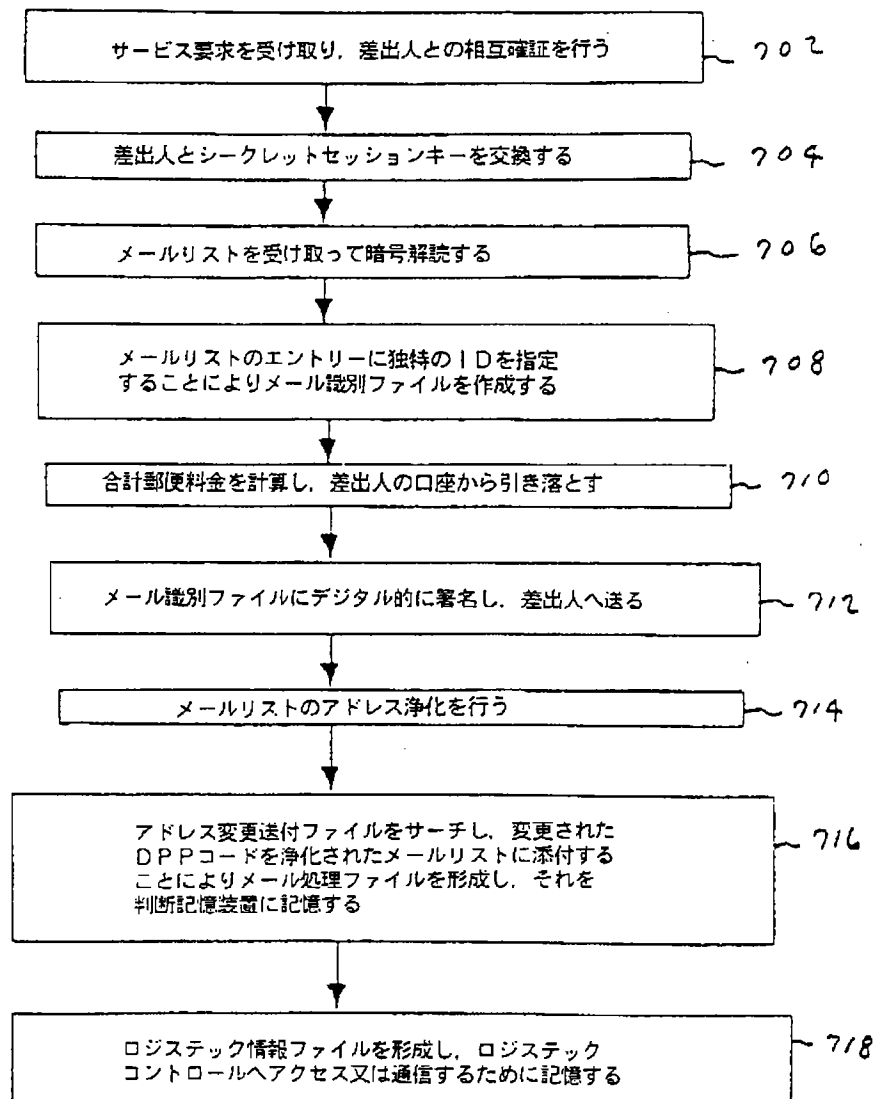 サービス要求を受け取り，差出人との相互確証を行う 702
差出人とシークレットセッションキーを交換する 704
メールリストを受け取って暗号解読する 706
メールリストのエントリーに独特のＩＤを指定
することによりメール識別ファイルを作成する 708
合計郵便料金を計算し，差出人の口座から引き落とす 710
メール識別ファイルにデジタル的に署名し，差出人へ送る 712
メールリストのアドレス浄化を行う 714
アドレス変更送付ファイルをサーチし，変更された
ＤＰＰコードを浄化されたメールリストに添付する
ことによりメール処理ファイルを形成し，それを
判断記憶装置に記憶する 716
ロジステック情報ファイルを形成し，ロジステック
コントロールへアクセス又は通信するために記憶する 718